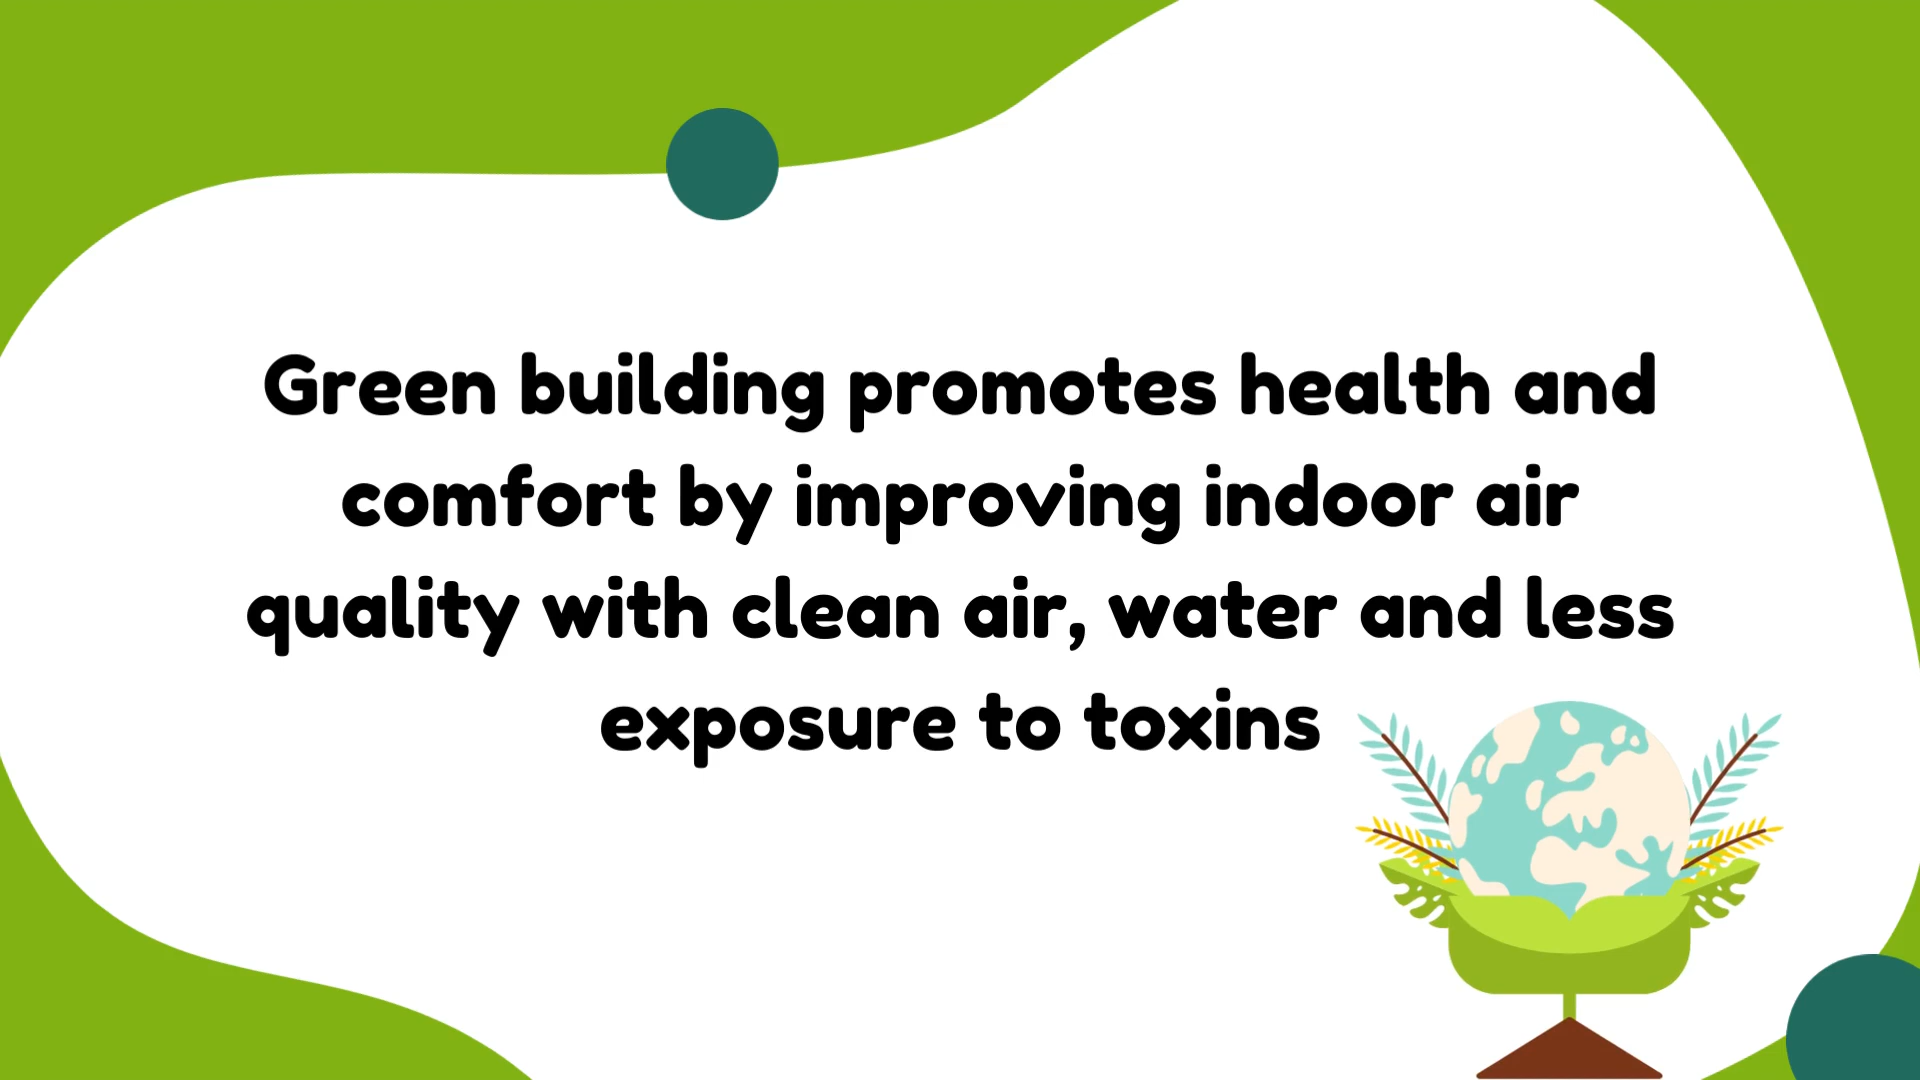 Green building promotes health and
comfort by improving indoor air
quality with clean air, water and less
exposure to toxins